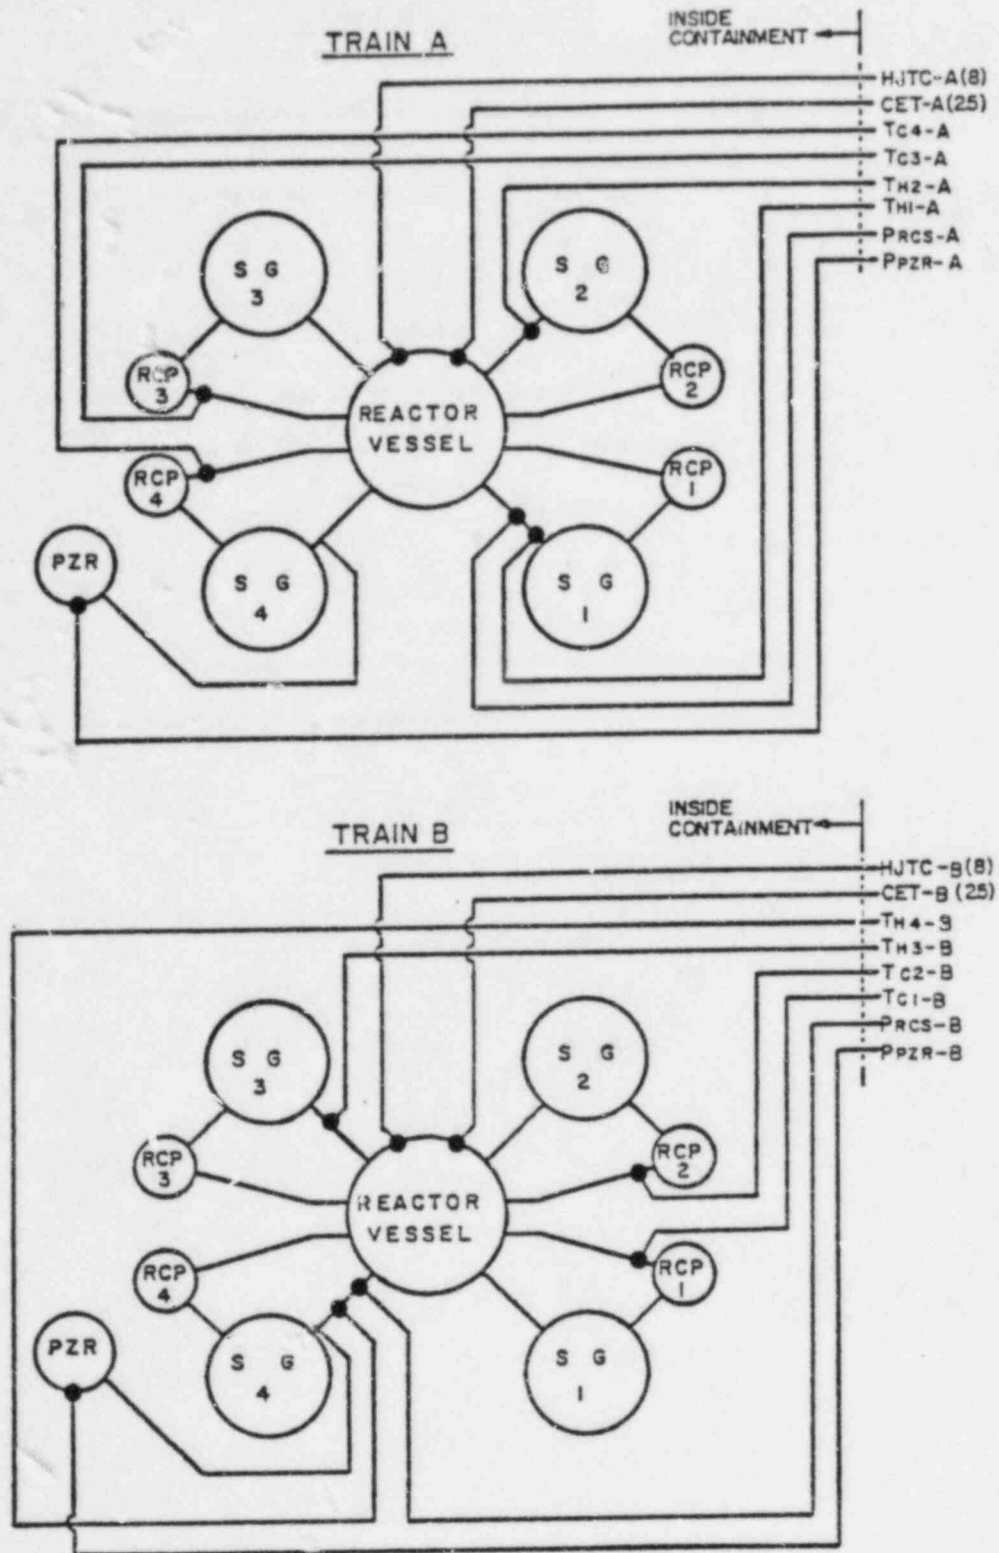 TRAIN A
INSIDE
CONTAINMENT
HJTC-A(8)
CET-A(25)
TC4-A
TC3-A
TH2-A
TH1-A
PRCS-A
PPZR-A
S G
3
S G
2
RCP
3
RCP
2
REACTOR
VESSEL
RCP
4
RCP
1
PZR
S G
4
S G
1
TRAIN B
INSIDE
CONTAINMENT
HJTC-B(8)
CET-B (25)
TH4-B
TH3-B
TC2-B
TC1-B
PRCS-B
PPZR-B
S G
3
S G
2
RCP
3
RCP
2
REACTOR
VESSEL
RCP
4
RCP
1
PZR
S G
4
S G
1